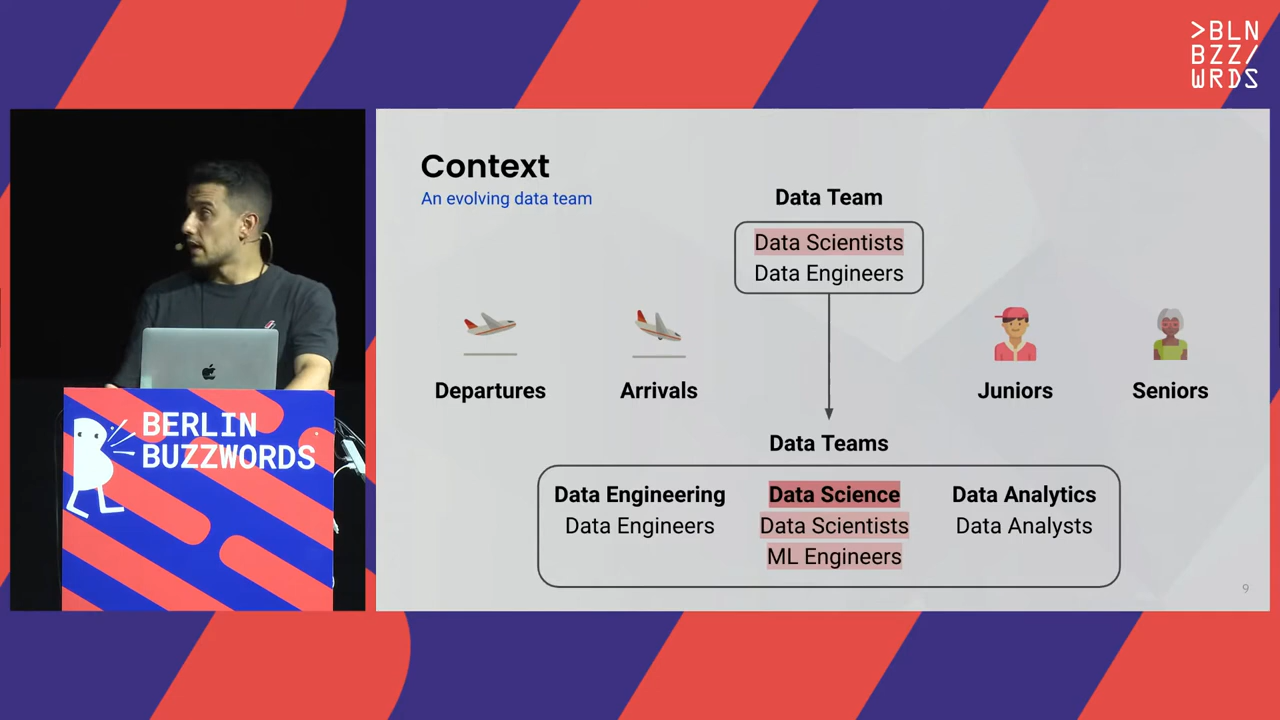 >BLN
BZZ/
WRDS
Context
An evolving data team
Data Team
Data Scientists
Data Engineers
Departures
Arrivals
Juniors
Seniors
Data Teams
Data Engineering
Data Engineers
Data Science
Data Scientists
ML Engineers
Data Analytics
Data Analysts
9
BERLIN
BUZZWORDS